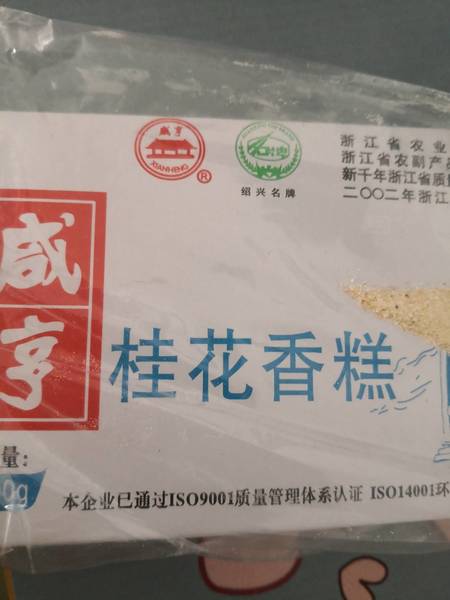 咸亨
XIANHENG
®
绍兴名牌
浙江省农业
浙江省农副产品
新千年浙江省质量
二〇〇二年浙江
咸
亨
桂花香糕
量:
0g
本企业已通过ISO9001质量管理体系认证 ISO14001环